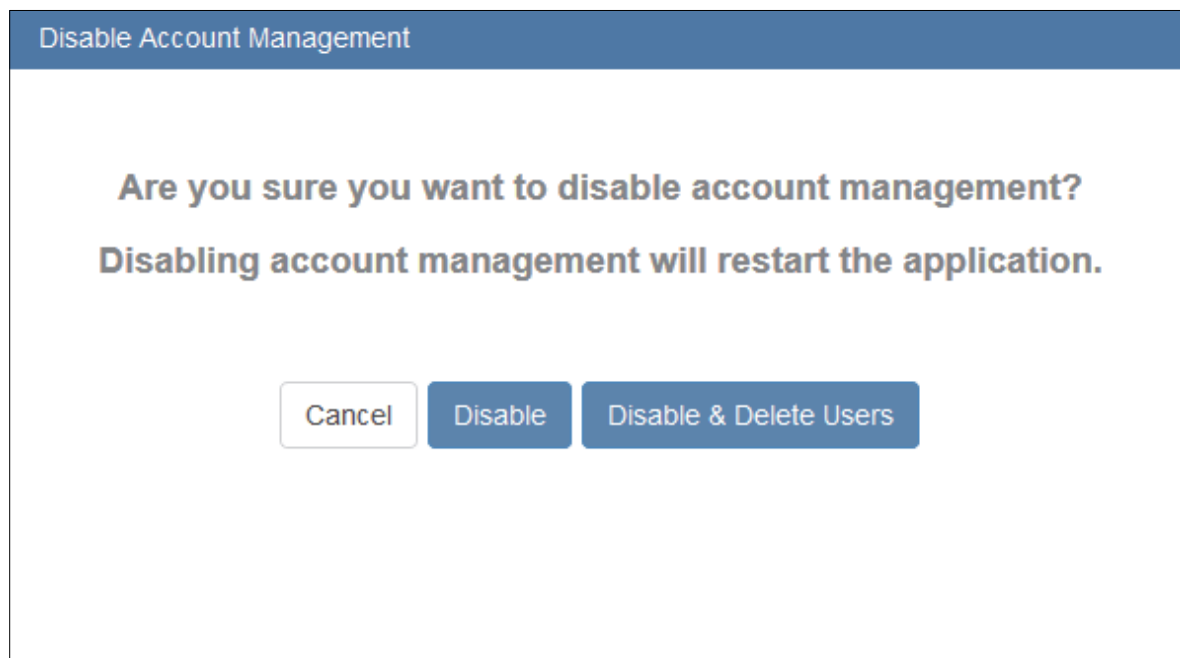 Disable Account Management
Are you sure you want to disable account management?
Disabling account management will restart the application.
Cancel Disable Disable & Delete Users